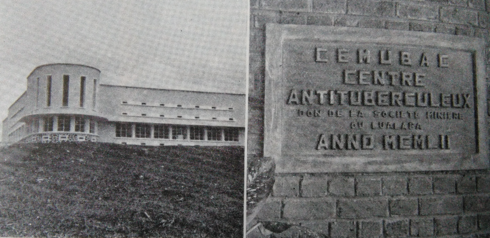 CEMUBAC
CENTRE
ANTITUBERCULEUX
DON DE LA SOCIETE MINIERE
DU LUALABA
ANNO MCMLII